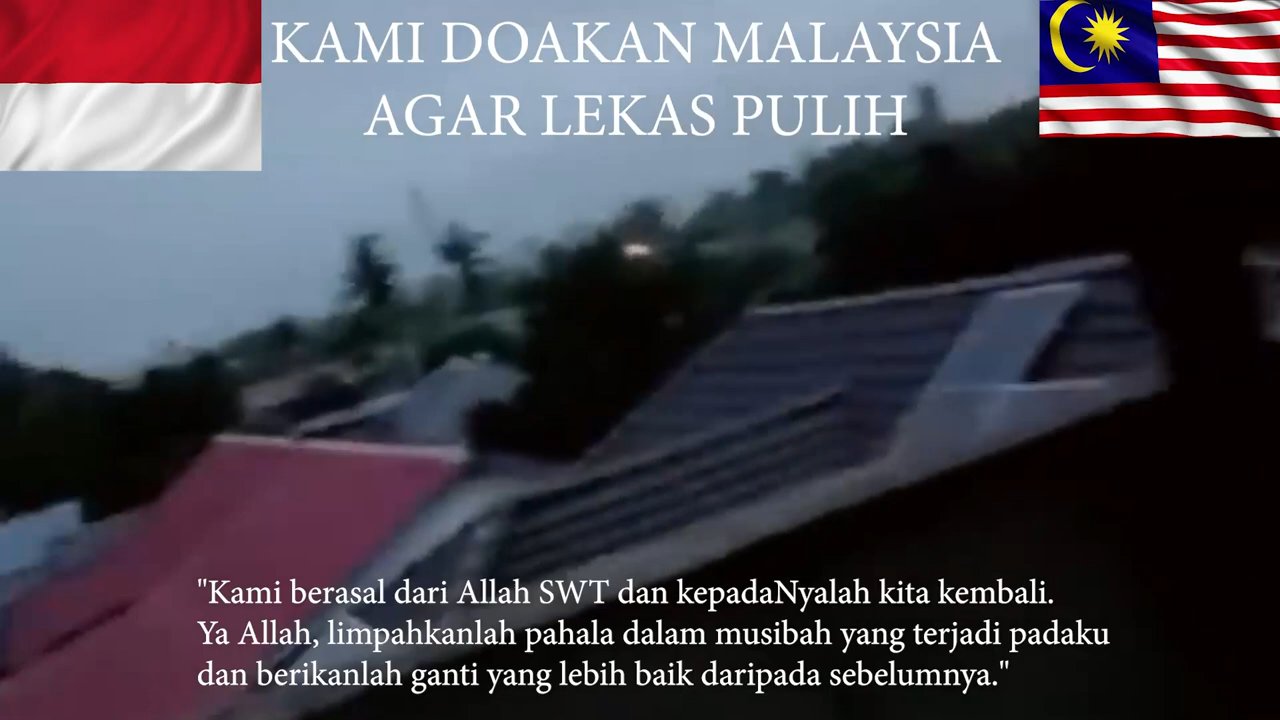 KAMI DOAKAN MALAYSIA
AGAR LEKAS PULIH
"Kami berasal dari Allah SWT dan kepadaNyalah kita kembali.
Ya Allah, limpahkanlah pahala dalam musibah yang terjadi padaku
dan berikanlah ganti yang lebih baik daripada sebelumnya."